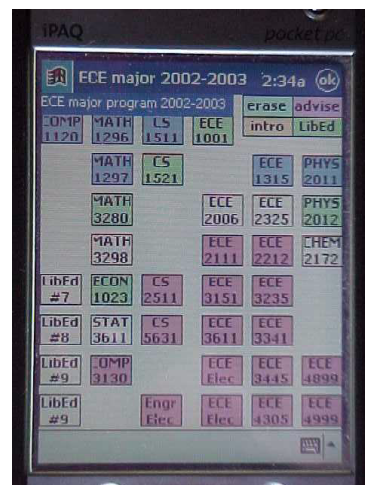 iPAQ pocket pc
ECE major 2002-2003 2:34a ok
ECE major program 2002-2003 erase advise
intro LibEd
COMP 1120 MATH 1296 CS 1511 ECE 1001
MATH 1297 CS 1521 ECE 1315 PHYS 2011
MATH 3280 ECE 2006 ECE 2325 PHYS 2012
MATH 3298 ECE 2111 ECE 2212 CHEM 2172
LibEd #7 ECON 1023 CS 2511 ECE 3151 ECE 3235
LibEd #8 STAT 3611 CS 5631 ECE 3611 ECE 3341
LibEd #9 COMP 3130 ECE Elec ECE 3445 ECE 4899
LibEd #9 Engr Elec ECE Elec ECE 4305 ECE 4999